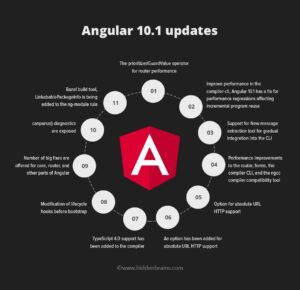 Angular 10.1 updates
The prioritizedGuardValue operator
for router performance
01
Improve performance in the
compiler-cli, Angular 10.1 has a fix for
performance regressions affecting
incremental program reuse
02
Support for New message
extraction tool for gradual
integration into the CLI
03
Performance improvements
to the router, forms, the
compiler CLI, and the ngcc
compiler compatibility tool
04
Option for absolute URL
HTTP support
05
An option has been added for
absolute URL HTTP support
06
TypeScript 4.0 support has
been added to the compiler
07
Modification of lifecycle
hooks before bootstrap
08
Number of bug fixes are
offered for core, router, and
other parts of Angular
09
diagnostics
are exposed
10
Bazel build tool,
LinkablePackageInfo is being
added to the ng-module rule
11
A
©www.hiddenbrains.com